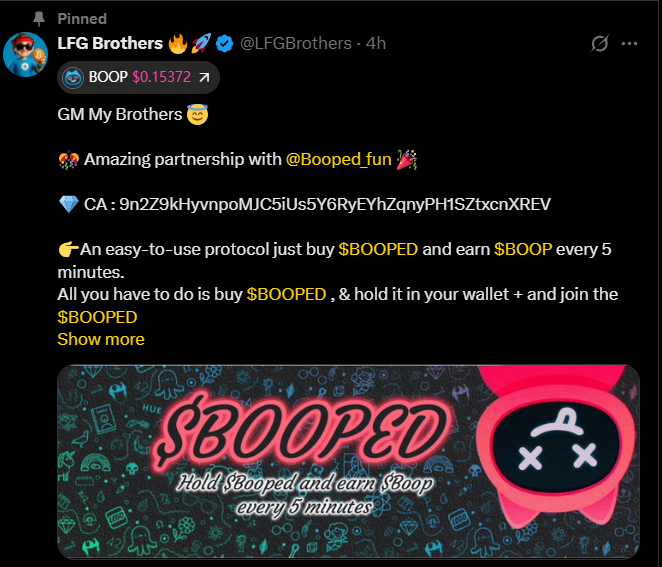 Pinned
LFG Brothers 🔥🚀 @LFGBrothers · 4h
BOOP $0.15372 ↗
GM My Brothers 😇
🎊 Amazing partnership with @Booped_fun 🎉
💎 CA : 9n2Z9kHyvnpoMJC5iUs5Y6RyEYhZqnyPH1SZtxcnXREV
👉An easy-to-use protocol just buy $BOOPED and earn $BOOP every 5
minutes.
All you have to do is buy $BOOPED , & hold it in your wallet + and join the
$BOOPED
Show more
HUE
$BOOPED
Hold $Booped and earn $Boop
every 5 minutes